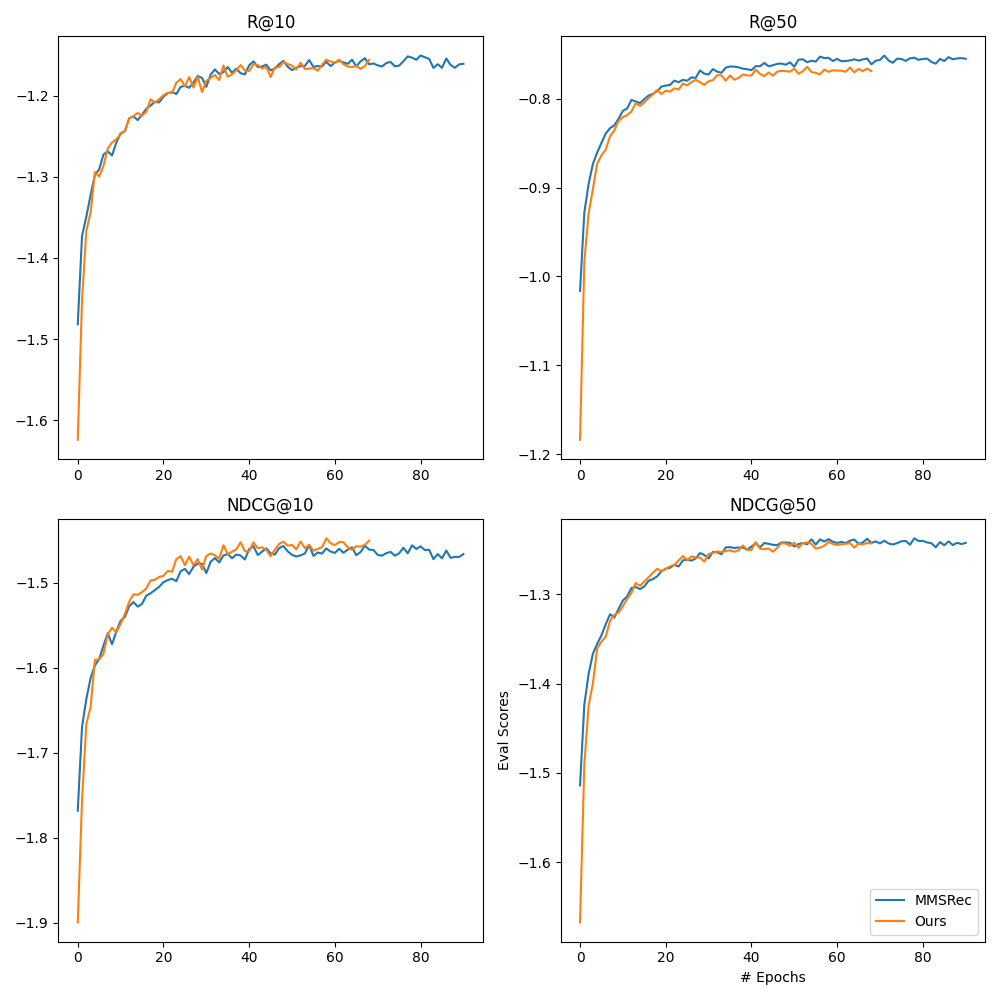 R@10
−1.2
−1.3
−1.4
−1.5
−1.6
0 20 40 60 80
R@50
−0.8
−0.9
−1.0
−1.1
−1.2
0 20 40 60 80
NDCG@10
−1.5
−1.6
−1.7
−1.8
−1.9
0 20 40 60 80
NDCG@50
Eval Scores
−1.3
−1.4
−1.5
−1.6
MMSRec
Ours
0 20 40 60 80
# Epochs